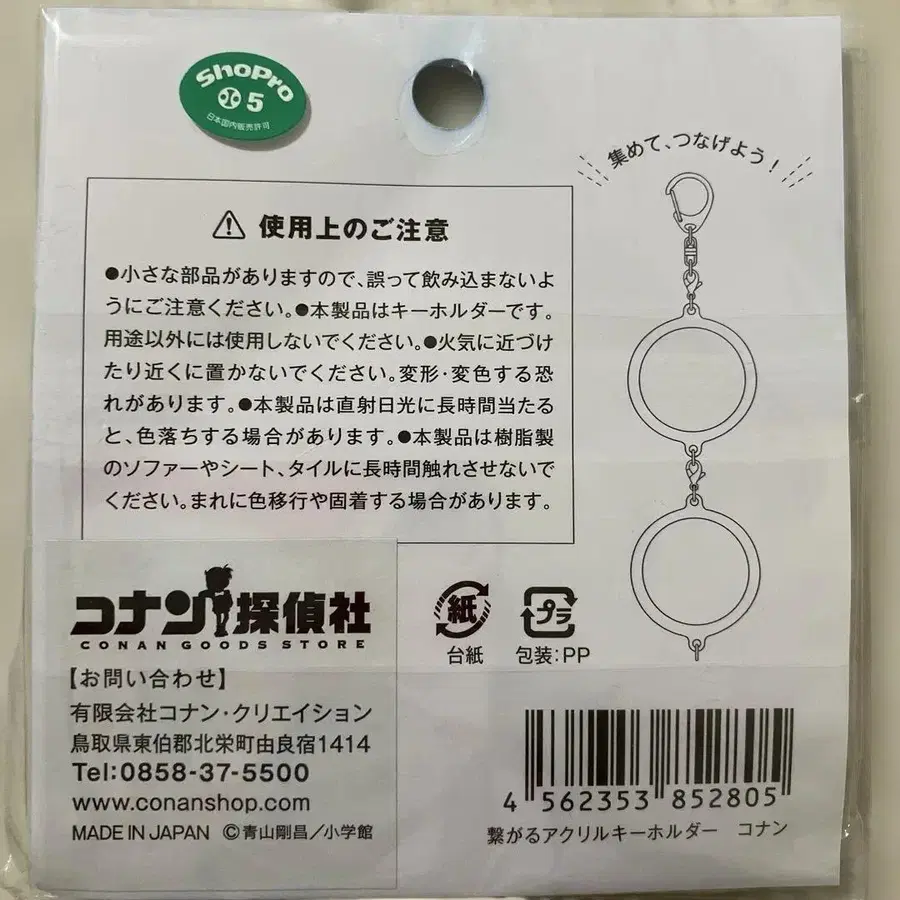 ShoPro
5
日本国内販売許可
集めて、つなげよう!
使用上のご注意
●小さな部品がありますので、誤って飲み込まないよ
うにご注意ください。●本製品はキーホルダーです。
用途以外には使用しないでください。●火気に近づけ
たり近くに置かないでください。変形・変色する恐
れがあります。●本製品は直射日光に長時間当たる
と、色落ちする場合があります。●本製品は樹脂製
のソファーやシート、タイルに長時間触れさせないで
ください。まれに色移行や固着する場合があります。
コナン探偵社
CONAN GOODS STORE
【お問い合わせ】
有限会社コナン・クリエイション
鳥取県東伯郡北栄町由良宿1414
Tel:0858-37-5500
www.conanshop.com
MADE IN JAPAN ©青山剛昌/小学館
紙
台紙
プラ
包装:PP
4 562353 852805
繋がるアクリルキーホルダー コナン